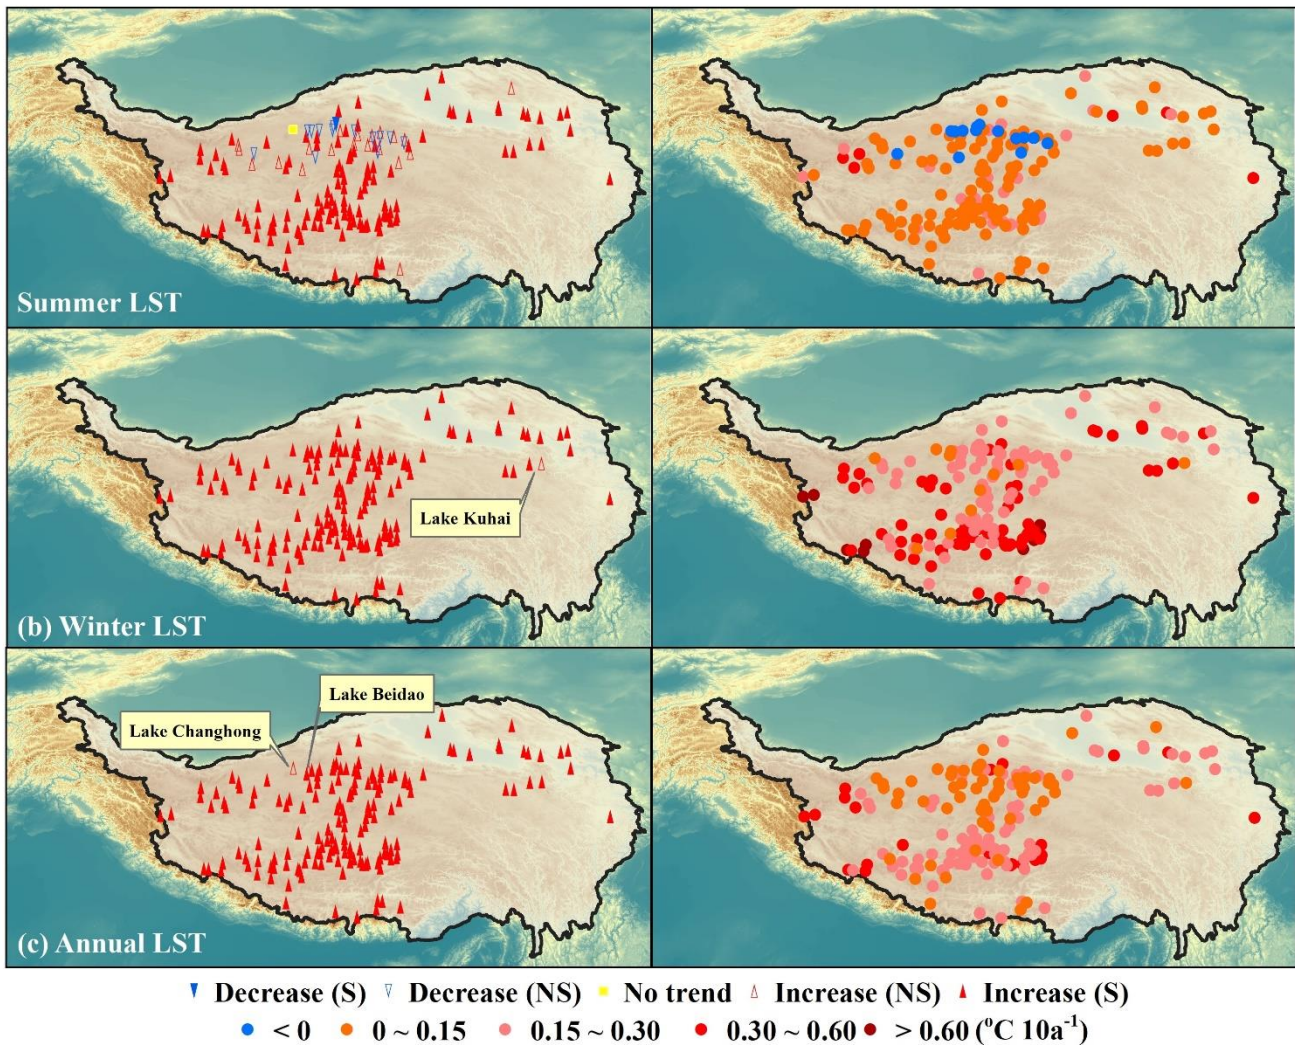 Summer LST
Lake Kuhai
(b) Winter LST
Lake Beidao
Lake Changhong
(c) Annual LST
Decrease (S) Decrease (NS) No trend Increase (NS) Increase (S)
< 0 0 ~ 0.15 0.15 ~ 0.30 0.30 ~ 0.60 > 0.60 (°C 10a⁻¹)